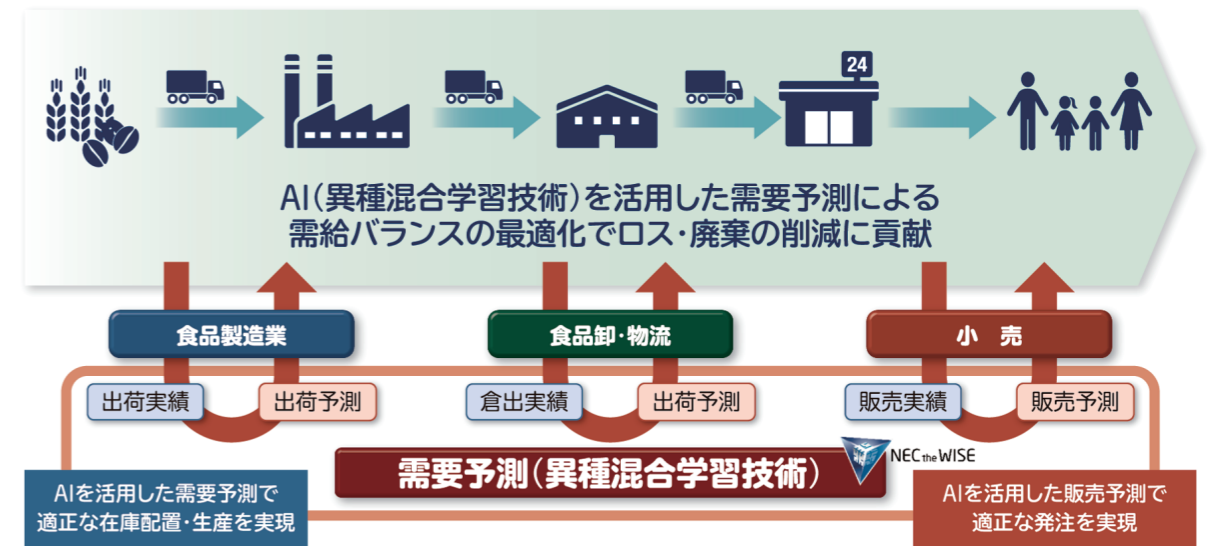 24
AI(異種混合学習技術)を活用した需要予測による
需給バランスの最適化でロス・廃棄の削減に貢献
食品製造業
食品卸・物流
小 売
出荷実績
出荷予測
倉出実績
出荷予測
販売実績
販売予測
需要予測(異種混合学習技術)
NEC the WISE
AIを活用した需要予測で
適正な在庫配置・生産を実現
AIを活用した販売予測で
適正な発注を実現